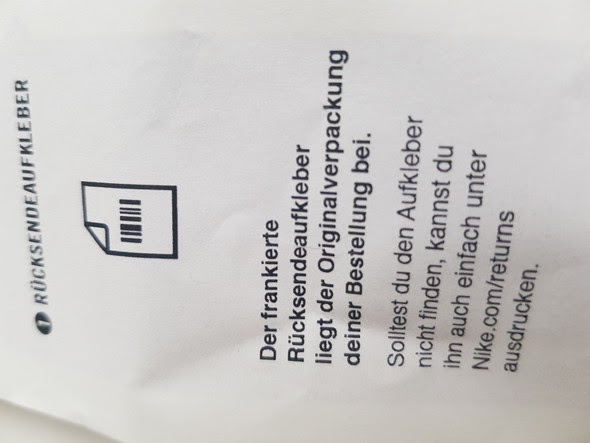 1 RÜCKSENDEAUFKLEBER
Der frankierte
Rücksendeaufkleber
liegt der Originalverpackung
deiner Bestellung bei.
Solltest du den Aufkleber
nicht finden, kannst du
ihn auch einfach unter
Nike.com/returns
ausdrucken.